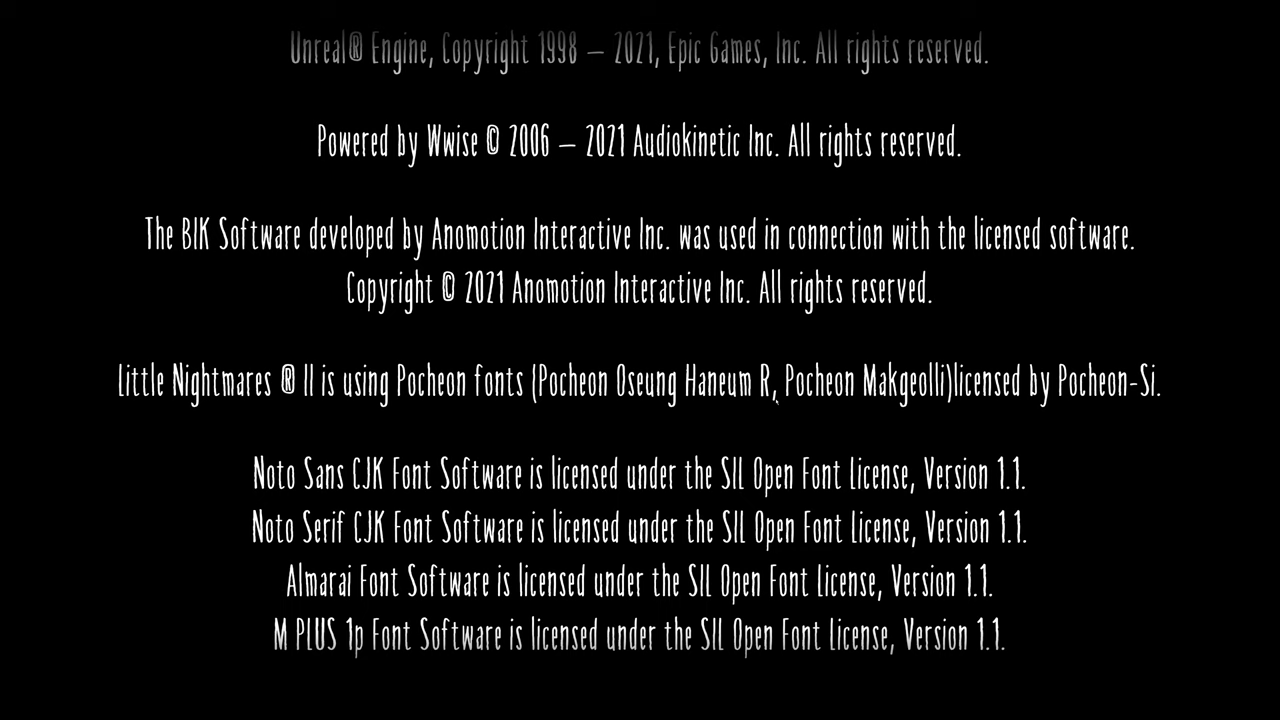 Unreal® Engine, Copyright 1998 – 2021, Epic Games, Inc. All rights reserved.
Powered by Wwise © 2006 – 2021 Audiokinetic Inc. All rights reserved.
The BIK Software developed by Anomotion Interactive Inc. was used in connection with the licensed software.
Copyright © 2021 Anomotion Interactive Inc. All rights reserved.
Little Nightmares ® II is using Pocheon fonts (Pocheon Oseung Haneum R, Pocheon Makgeolli)licensed by Pocheon-Si.
Noto Sans CJK Font Software is licensed under the SIL Open Font License, Version 1.1.
Noto Serif CJK Font Software is licensed under the SIL Open Font License, Version 1.1.
Almarai Font Software is licensed under the SIL Open Font License, Version 1.1.
M PLUS 1p Font Software is licensed under the SIL Open Font License, Version 1.1.